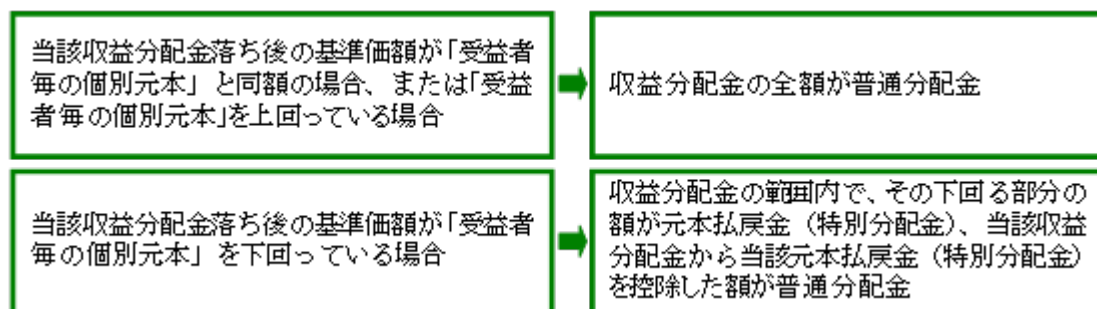 当該収益分配金落ち後の基準価額が「受益者
毎の個別元本」と同額の場合、または「受益
者毎の個別元本」を上回っている場合
収益分配金の全額が普通分配金
当該収益分配金落ち後の基準価額が「受益者
毎の個別元本」を下回っている場合
収益分配金の範囲内で、その下回る部分の
額が元本払戻金（特別分配金）、当該収益
分配金から当該元本払戻金（特別分配金）
を控除した額が普通分配金